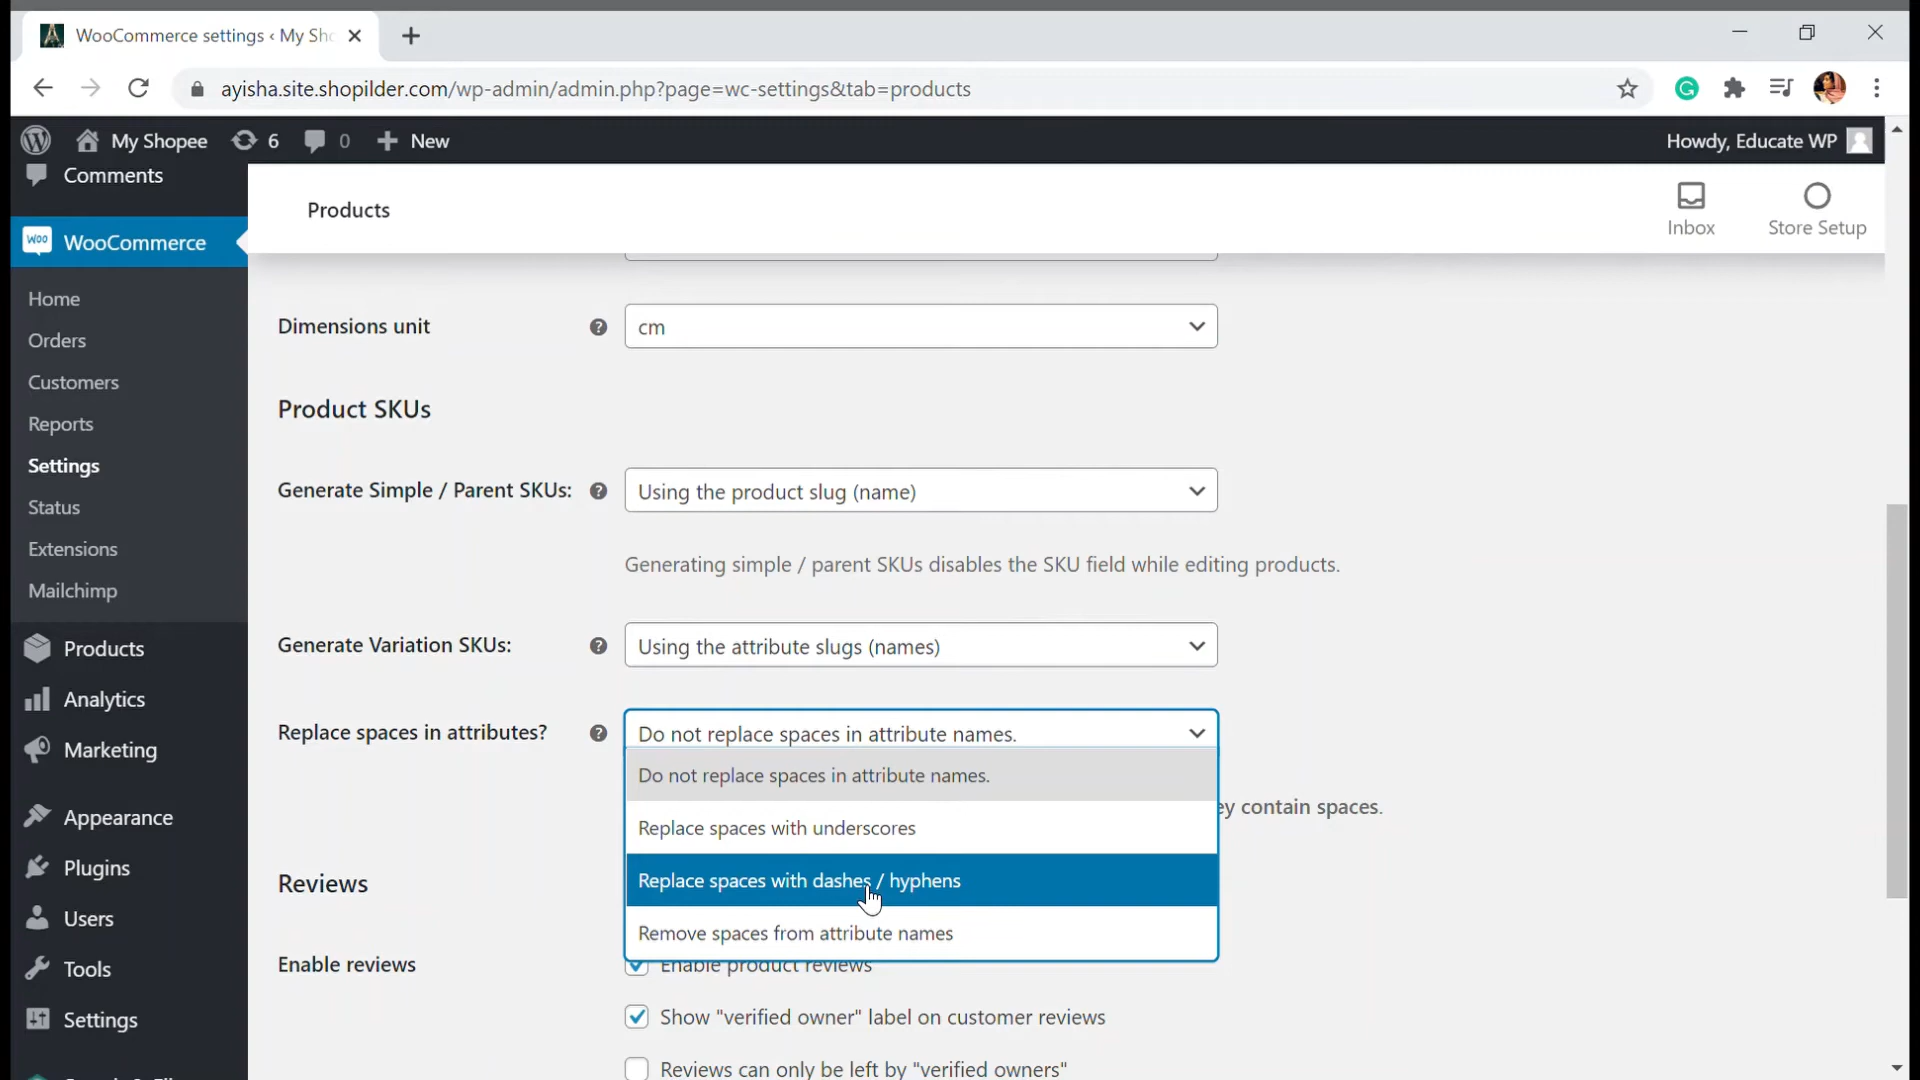 WooCommerce settings ‹ My Sho
ayisha.site.shopilder.com/wp-admin/admin.php?page=wc-settings&tab=products
My Shopee 6 0 New Howdy, Educate WP
Comments
Products
Inbox
Store Setup
WOO WooCommerce
Home
Orders
Customers
Reports
Settings
Status
Extensions
Mailchimp
Products
Analytics
Marketing
Appearance
Plugins
Users
Tools
Settings
Dimensions unit cm
Product SKUs
Generate Simple / Parent SKUs: Using the product slug (name)
Generating simple / parent SKUs disables the SKU field while editing products.
Generate Variation SKUs: Using the attribute slugs (names)
Replace spaces in attributes? Do not replace spaces in attribute names.
Do not replace spaces in attribute names.
ey contain spaces.
Replace spaces with underscores
Replace spaces with dashes / hyphens
Remove spaces from attribute names
Reviews
Enable reviews Enable product reviews
Show "verified owner" label on customer reviews
Reviews can only be left by "verified owners"